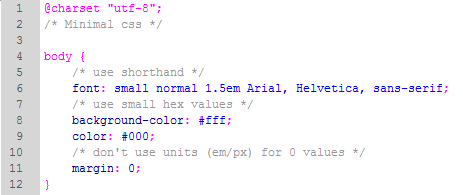 1 @charset "utf-8";
2 /* Minimal css */
3
4 body {
5 /* use shorthand */
6 font: small normal 1.5em Arial, Helvetica, sans-serif;
7 /* use small hex values */
8 background-color: #fff;
9 color: #000;
10 /* don't use units (em/px) for 0 values */
11 margin: 0;
12 }